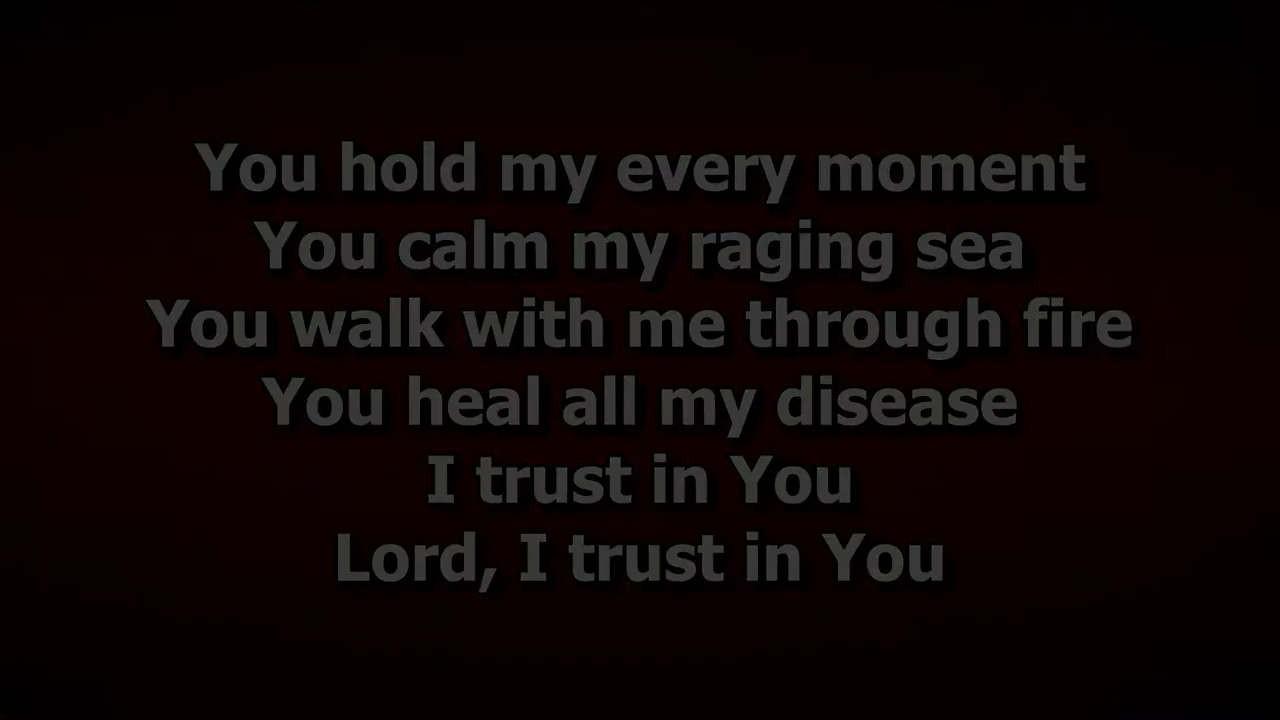 You hold my every moment
You calm my raging sea
You walk with me through fire
You heal all my disease
I trust in You
Lord, I trust in You